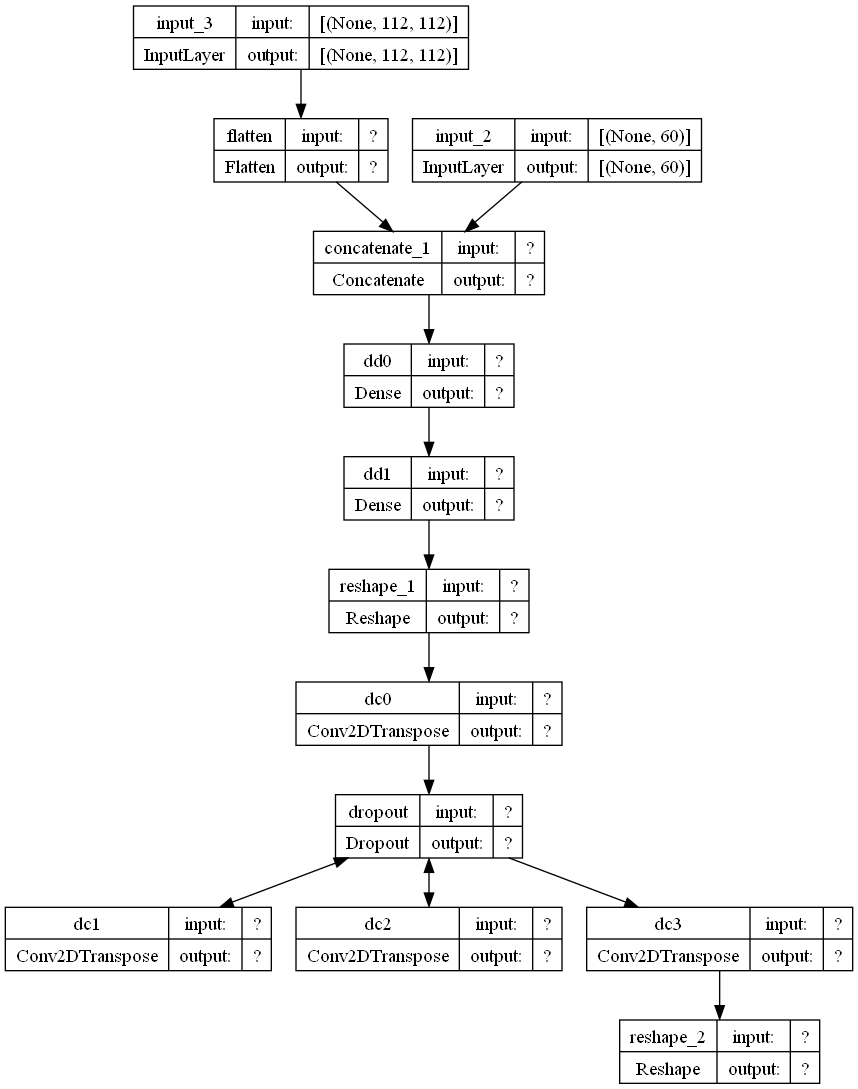 input_3 input: [(None, 112, 112)]
InputLayer output: [(None, 112, 112)]
flatten input: ? input_2 input: [(None, 60)]
Flatten output: ? InputLayer output: [(None, 60)]
concatenate_1 input: ?
Concatenate output: ?
dd0 input: ?
Dense output: ?
dd1 input: ?
Dense output: ?
reshape_1 input: ?
Reshape output: ?
dc0 input: ?
Conv2DTranspose output: ?
dropout input: ?
Dropout output: ?
dc1 input: ? dc2 input: ? dc3 input: ?
Conv2DTranspose output: ? Conv2DTranspose output: ? Conv2DTranspose output: ?
reshape_2 input: ?
Reshape output: ?